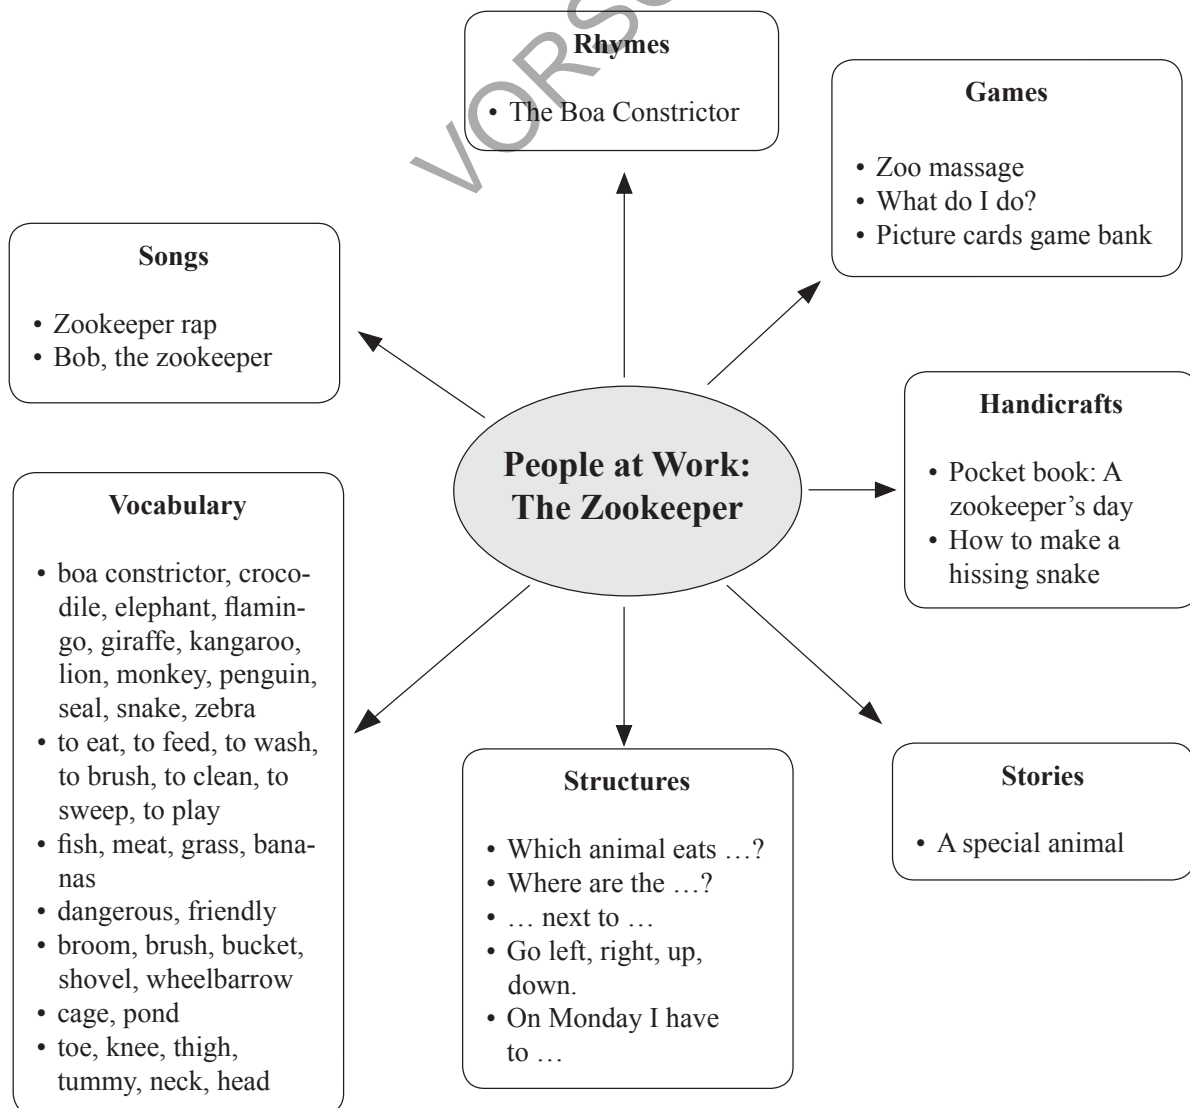 VORSC
Rhymes
• The Boa Constrictor
Games
• Zoo massage
• What do I do?
• Picture cards game bank
Songs
• Zookeeper rap
• Bob, the zookeeper
People at Work:
The Zookeeper
Handicrafts
• Pocket book: A
zookeeper’s day
• How to make a
hissing snake
Vocabulary
• boa constrictor, croco-
dile, elephant, flamin-
go, giraffe, kangaroo,
lion, monkey, penguin,
seal, snake, zebra
• to eat, to feed, to wash,
to brush, to clean, to
sweep, to play
• fish, meat, grass, bana-
nas
• dangerous, friendly
• broom, brush, bucket,
shovel, wheelbarrow
• cage, pond
• toe, knee, thigh,
tummy, neck, head
Structures
• Which animal eats …?
• Where are the …?
• … next to …
• Go left, right, up,
down.
• On Monday I have
to …
Stories
• A special animal